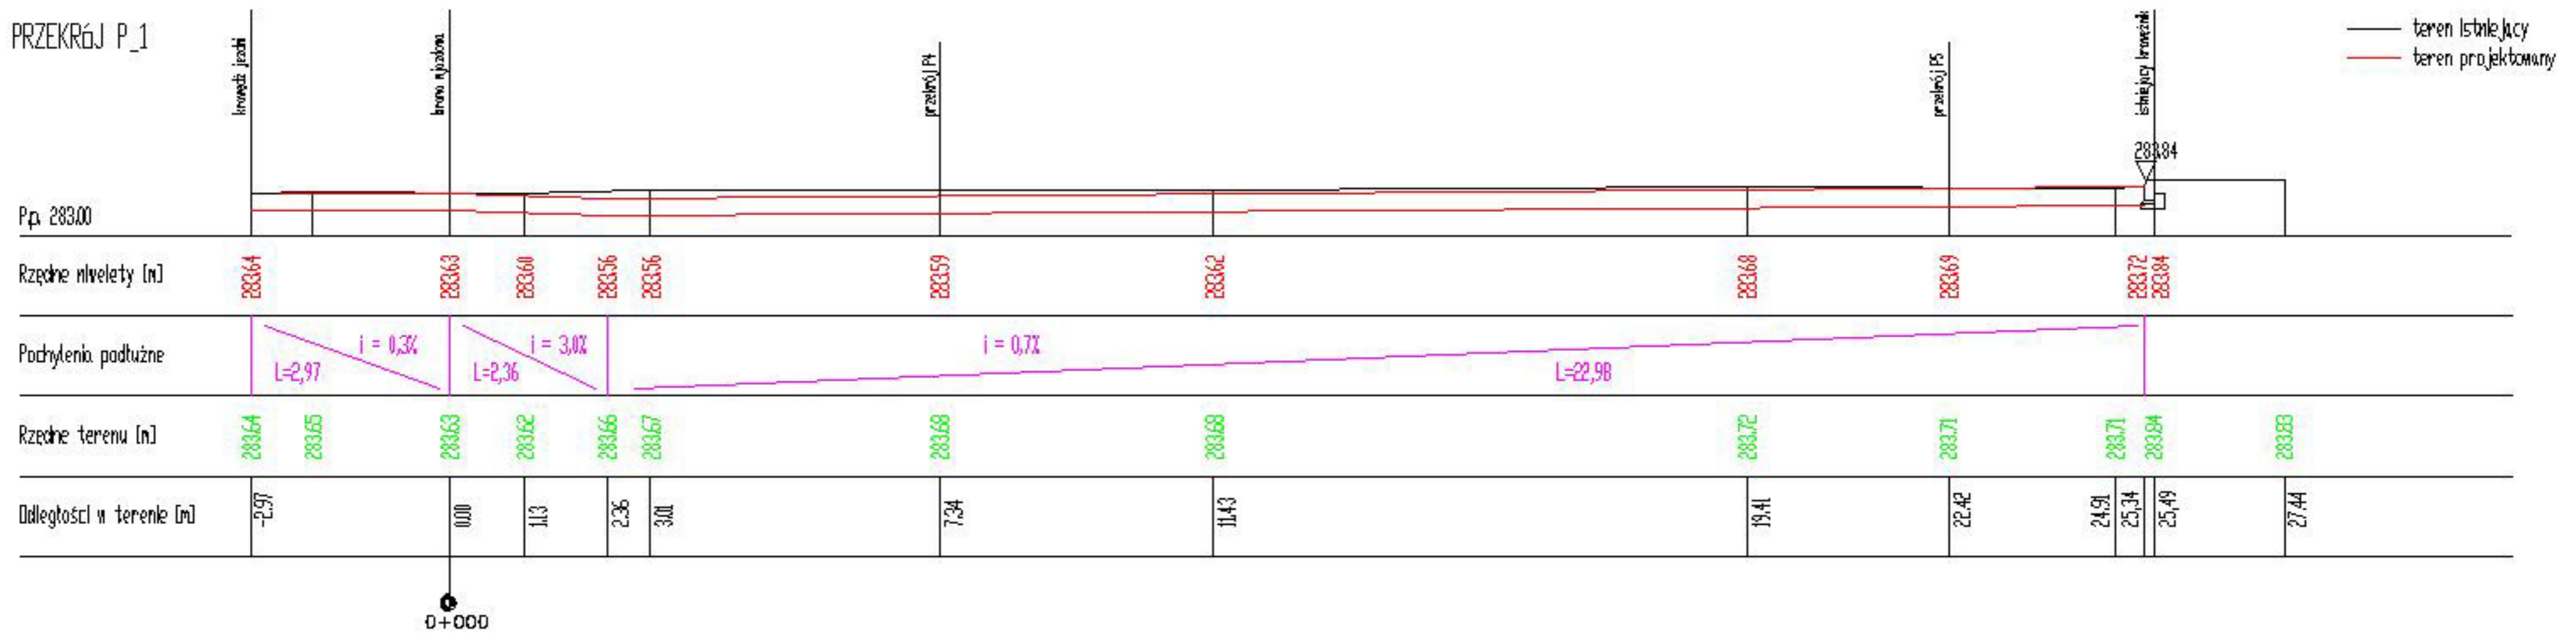 PRZEKRóJ P_1
krawędź jezdni
brama wjazdowa
przekrój P4
przekrój P5
istniejący krawężnik
teren istniejący
teren projektowany
283.84
P.p. 283.00
Rzędne niwelety [m]
283.64 283.63 283.60 283.56 283.56 283.59 283.62 283.68 283.69 283.72 283.84
Pochylenia podłużne
i = 0,3% L=2,97
i = 3,0% L=2,36
i = 0,7% L=22,98
Rzędne terenu [m]
283.64 283.65 283.63 283.62 283.66 283.67 283.68 283.68 283.72 283.71 283.71 283.84 283.83
Odległości w terenie [m]
-2.97 0.00 1.13 2.36 3.01 7.34 11.43 19.41 22.42 24.91 25,34 25,49 27.44
0+000